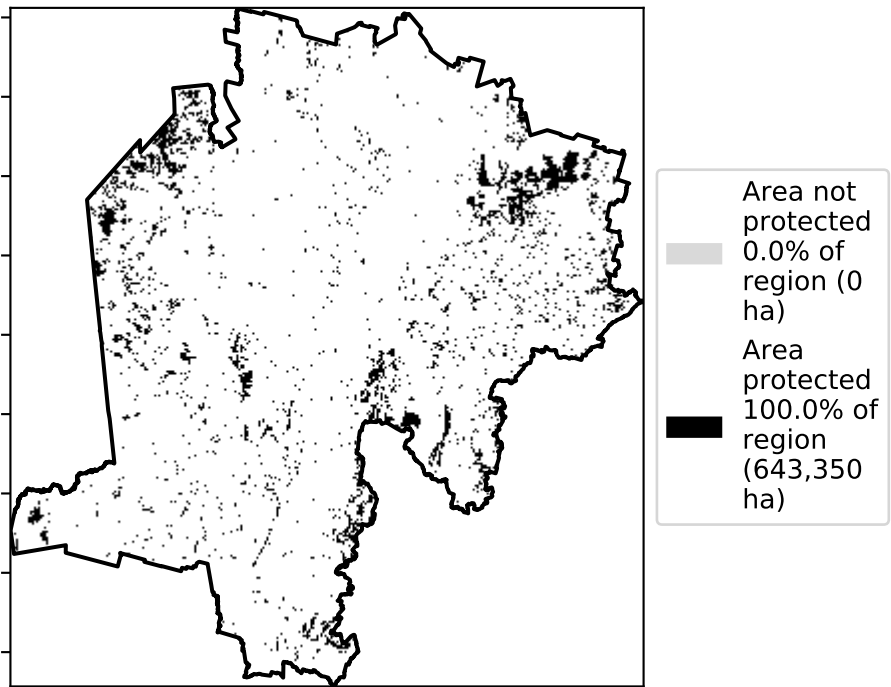 Area not
protected
0.0% of
region (0
ha)
Area
protected
100.0% of
region
(643,350
ha)